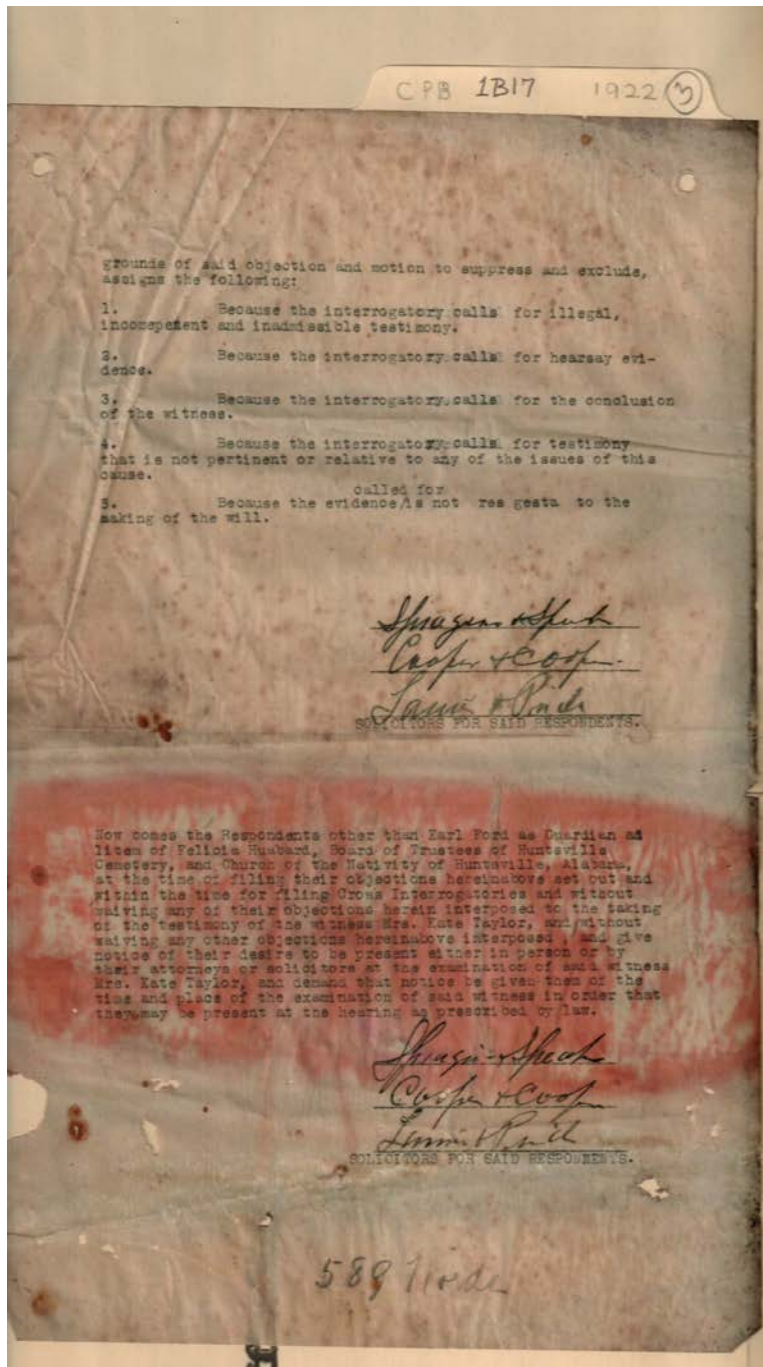 CPB 1B17 1922 3
grounds of said objection and motion to suppress and exclude,
assigns the following:
1. Because the interrogatory calls for illegal,
incomepetent and inadmissible testimony.
2. Because the interrogatory calls for hearsay evi-
dence.
3. Because the interrogatory calls for the conclusion
of the witness.
4. Because the interrogatory calls for testimony
that is not pertinent or relative to any of the issues of this
cause.
called for
5. Because the evidence/is not res gesta to the
making of the will.
Cooper & Cooper
SOLICITORS FOR SAID RESPONDENTS.
Now comes the Respondents other than Earl Ford as Guardian ad
litem of Felicia Hubbard, Board of Trustees of Huntsville
Cemetery, and Church of the Nativity of Huntsville, Alabama,
at the time of filing their objections hereinabove set out and
within the time for filing Cross Interrogatories and without
waiving any of their objections herein interposed to the taking
of the testimony of the witness Mrs. Kate Taylor, and without
waiving any other objections hereinabove interposed, and give
notice of their desire to be present either in person or by
their attorneys or solicitors at the examination of said witness
Mrs. Kate Taylor, and demand that notice be given them of the
time and place of the examination of said witness in order that
they may be present at the hearing as prescribed by law.
Cooper & Cooper
SOLICITORS FOR SAID RESPONDENTS.
589